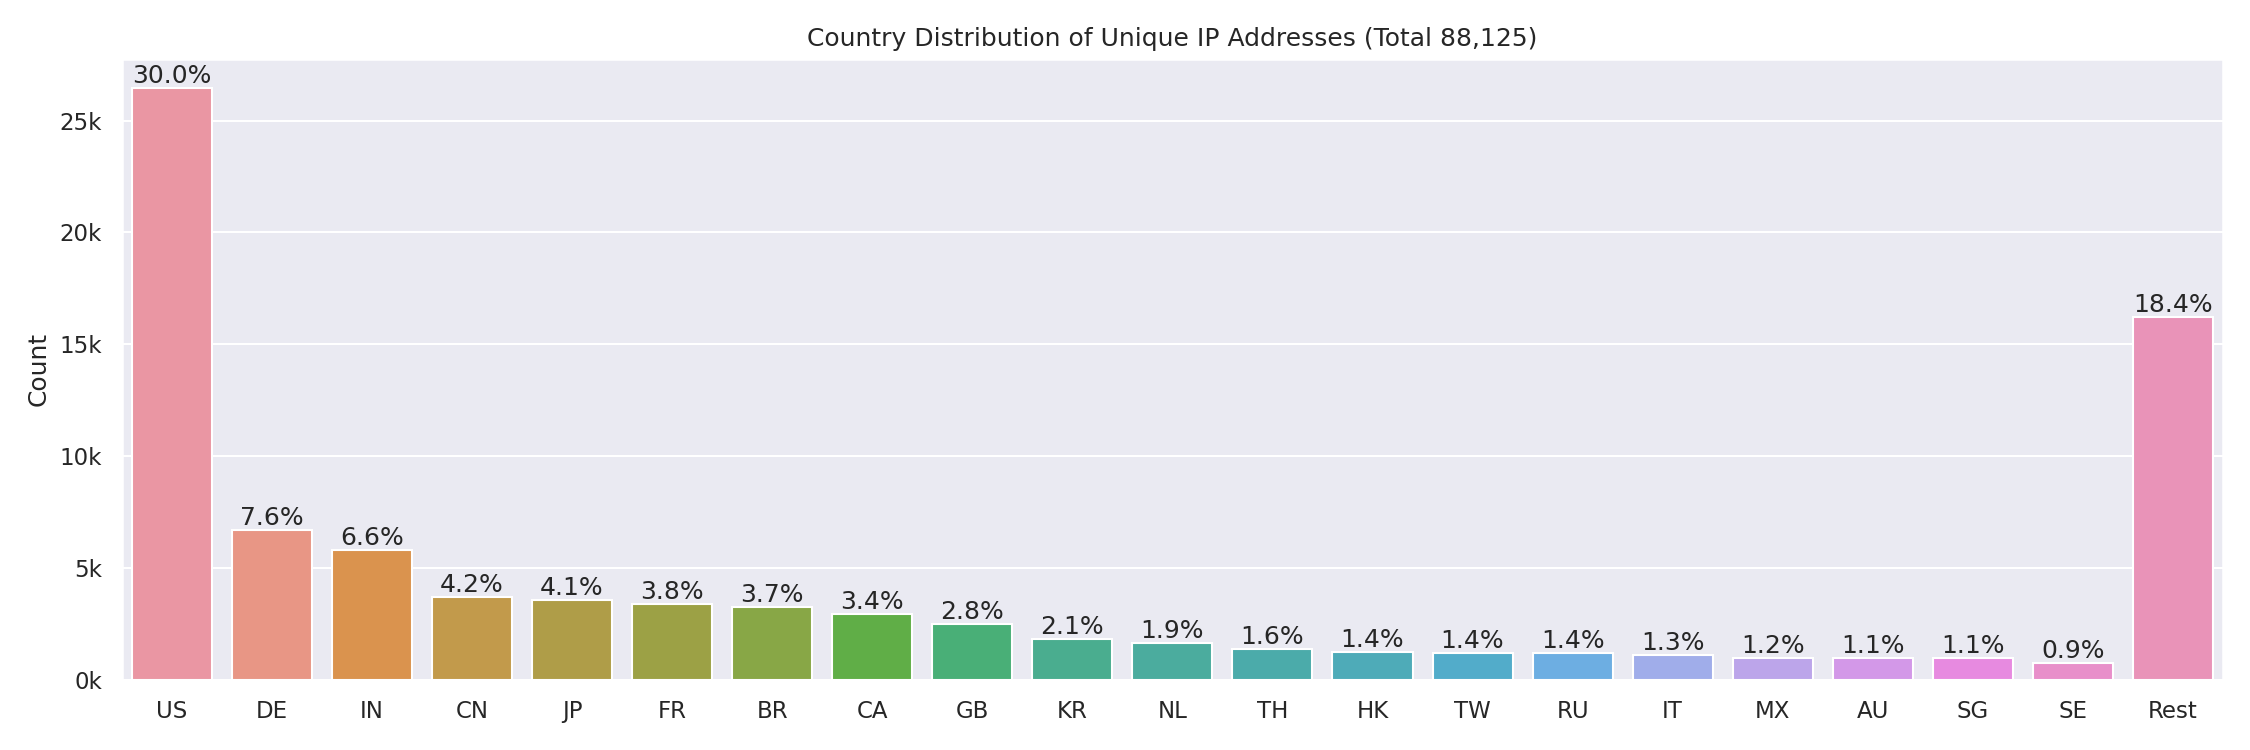 Country Distribution of Unique IP Addresses (Total 88,125)
Count
25k
20k
15k
10k
5k
0k
30.0%
7.6%
6.6%
4.2%
4.1%
3.8%
3.7%
3.4%
2.8%
2.1%
1.9%
1.6%
1.4%
1.4%
1.4%
1.3%
1.2%
1.1%
1.1%
0.9%
18.4%
US DE IN CN JP FR BR CA GB KR NL TH HK TW RU IT MX AU SG SE Rest